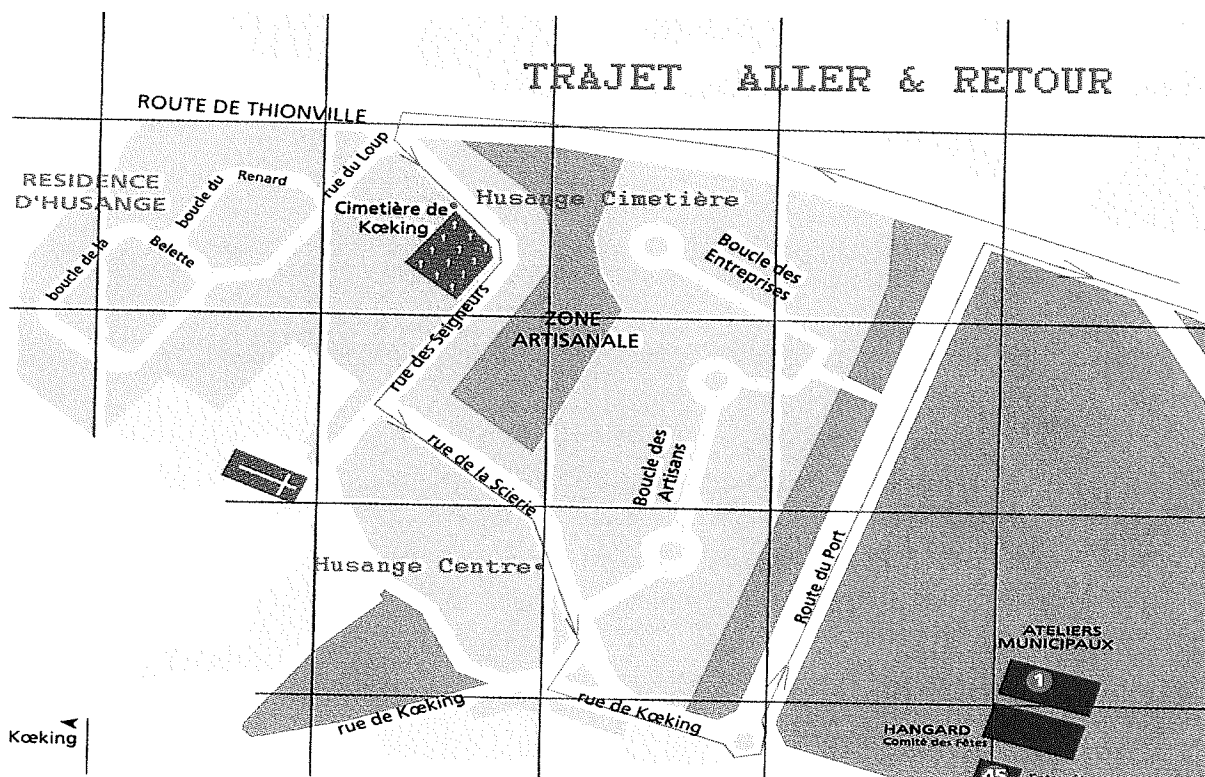 TRAJET ALLER & RETOUR
ROUTE DE THIONVILLE
RESIDENCE
D'HUSANGE
boucle du
Renard
rue du Loup
boucle de la
Belette
Cimetière de
Kœking
Husange Cimetière
Boucle des
Entreprises
rue des Seigneurs
ZONE
ARTISANALE
rue de la Scierie
Boucle des
Artisans
Husange Centre
Route du Port
ATELIERS
MUNICIPAUX
1
rue de Kœking
rue de Kœking
Kœking
HANGARD
Comité des Fêtes
45